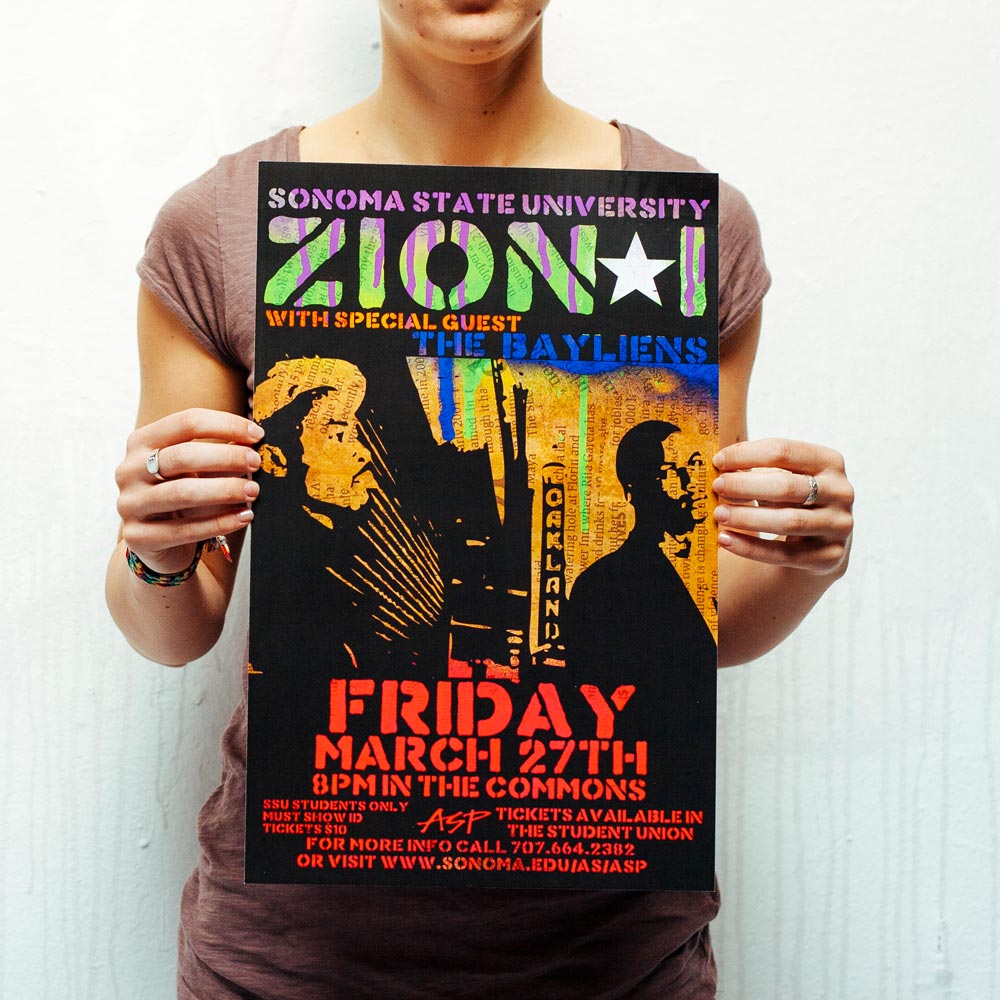 SONOMA STATE UNIVERSITY
ZION★I
WITH SPECIAL GUEST
THE BAYLIENS
OAKLAND
FRIDAY
MARCH 27TH
8PM IN THE COMMONS
SSU STUDENTS ONLY
MUST SHOW ID
TICKETS $10
ASP
TICKETS AVAILABLE IN
THE STUDENT UNION
FOR MORE INFO CALL 707.664.2382
OR VISIT WWW.SONOMA.EDU/AS/ASP